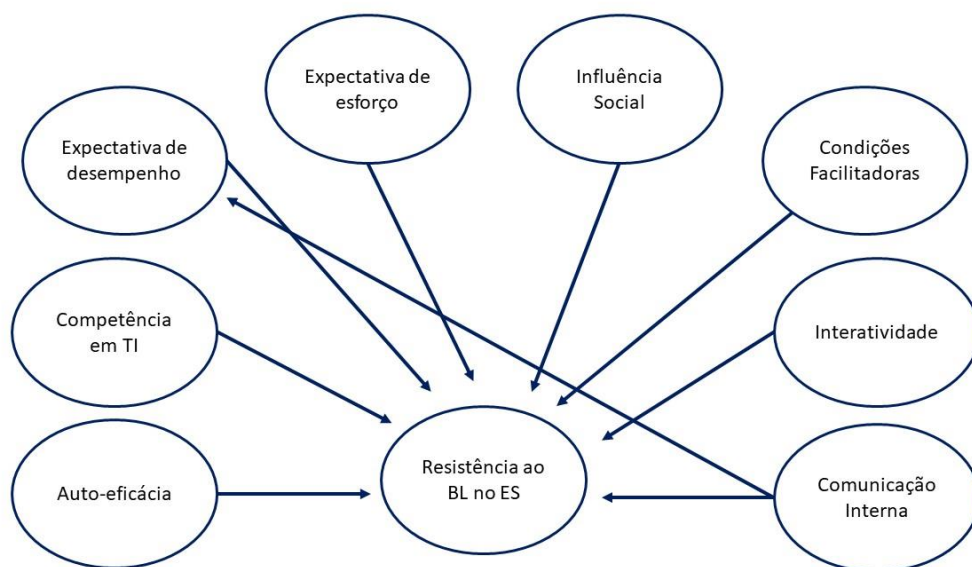 Expectativa de
esforço
Influência
Social
Expectativa de
desempenho
Condições
Facilitadoras
Competência
em TI
Interatividade
Auto-eficácia
Resistência ao
BL no ES
Comunicação
Interna